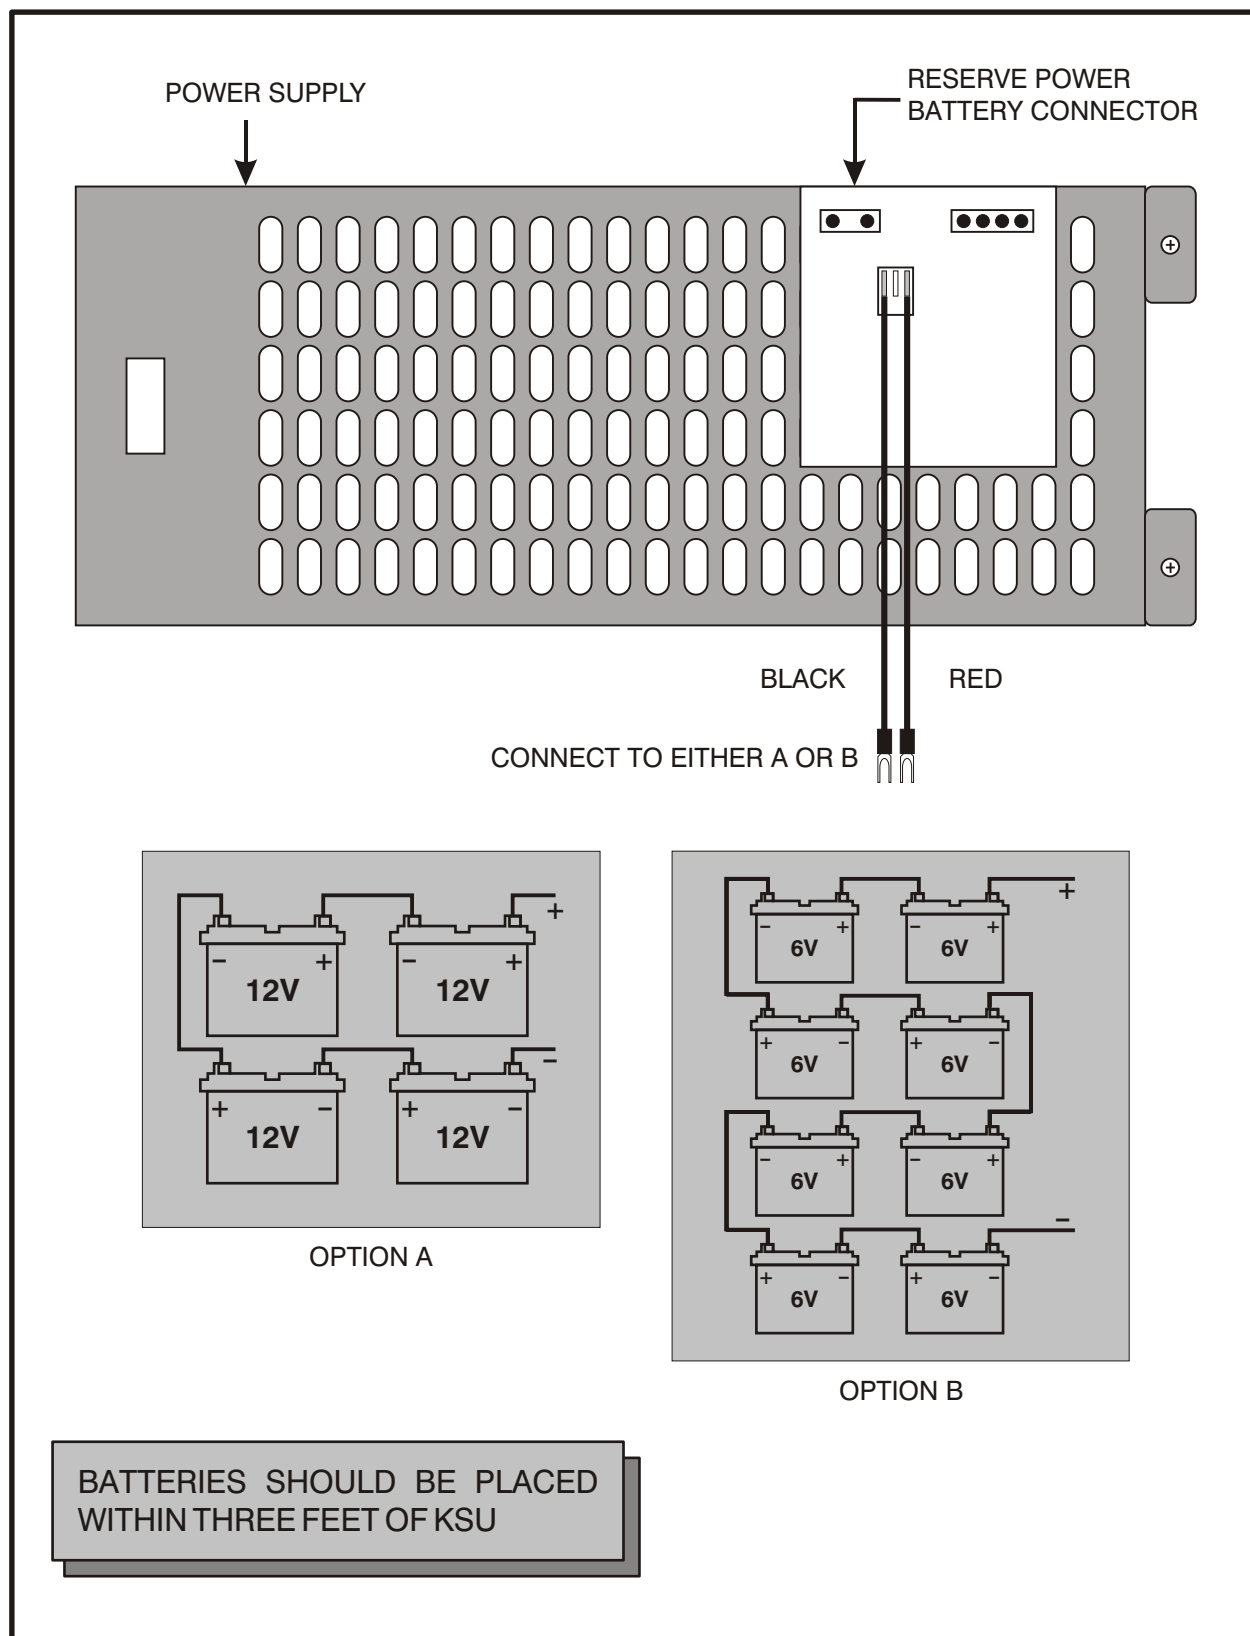 POWER SUPPLY
RESERVE POWER
BATTERY CONNECTOR
BLACK
RED
CONNECT TO EITHER A OR B
+
− + − +
12V 12V
−
+ − + −
12V 12V
OPTION A
+
− + − +
6V 6V
+ − + −
6V 6V
− + − +
6V 6V
−
+ − + −
6V 6V
OPTION B
BATTERIES SHOULD BE PLACED
WITHIN THREE FEET OF KSU